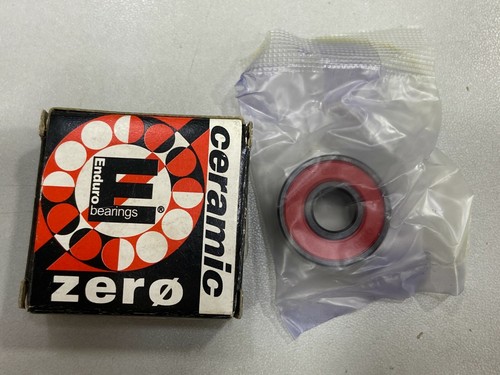 Enduro
bearings
E
®
ceramic
zerø